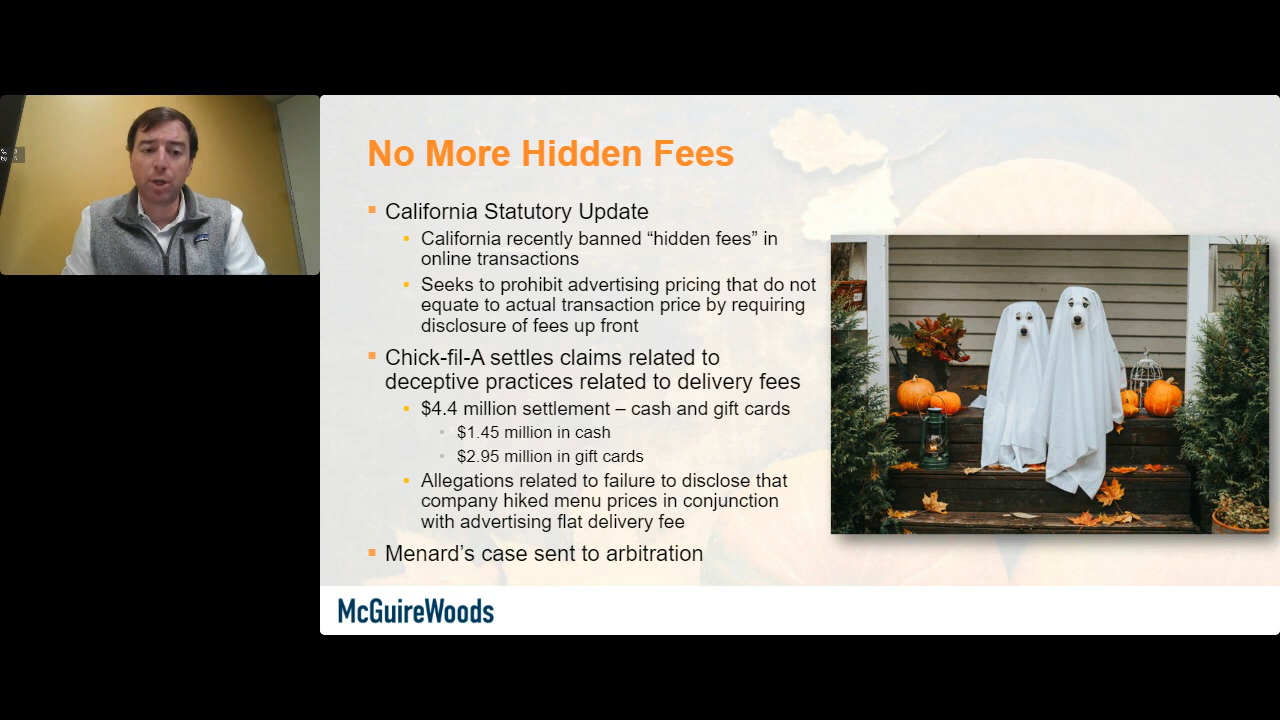 No More Hidden Fees
California Statutory Update
California recently banned “hidden fees” in
online transactions
Seeks to prohibit advertising pricing that do not
equate to actual transaction price by requiring
disclosure of fees up front
Chick-fil-A settles claims related to
deceptive practices related to delivery fees
$4.4 million settlement – cash and gift cards
$1.45 million in cash
$2.95 million in gift cards
Allegations related to failure to disclose that
company hiked menu prices in conjunction
with advertising flat delivery fee
Menard’s case sent to arbitration
McGuireWoods